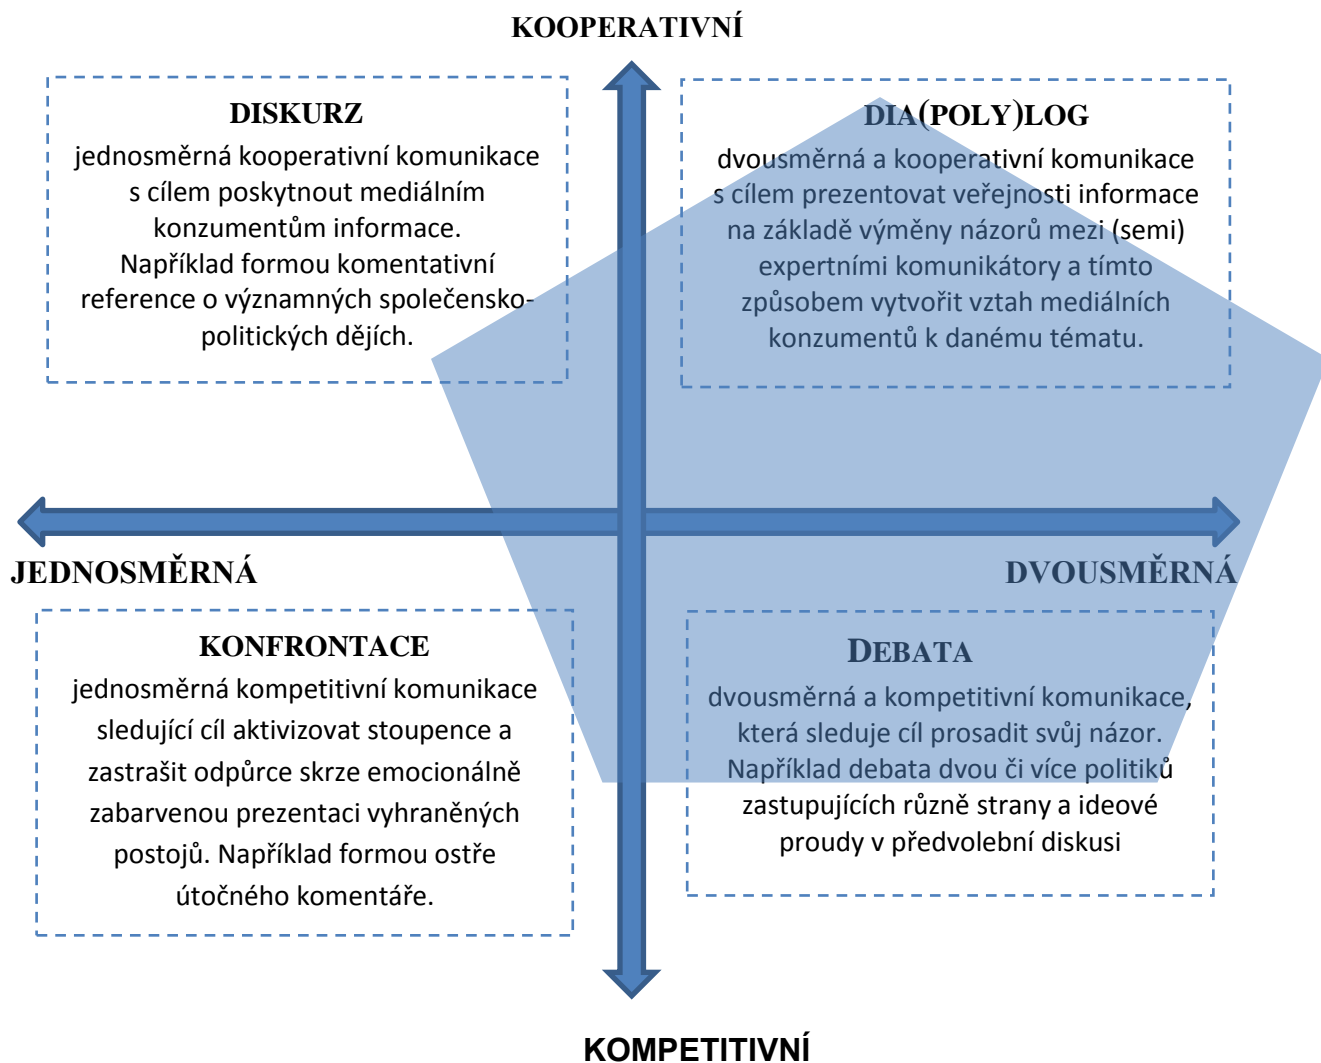 KOOPERATIVNÍ
DISKURZ
jednosměrná kooperativní komunikace
s cílem poskytnout mediálním
konzumentům informace.
Například formou komentativní
reference o významných společensko-
politických dějích.
DIA(POLY)LOG
dvousměrná a kooperativní komunikace
s cílem prezentovat veřejnosti informace
na základě výměny názorů mezi (semi)
expertními komunikátory a tímto
způsobem vytvořit vztah mediálních
konzumentů k danému tématu.
JEDNOSMĚRNÁ
DVOUSMĚRNÁ
KONFRONTACE
jednosměrná kompetitivní komunikace
sledující cíl aktivizovat stoupence a
zastrašit odpůrce skrze emocionálně
zabarvenou prezentaci vyhraněných
postojů. Například formou ostře
útočného komentáře.
DEBATA
dvousměrná a kompetitivní komunikace,
která sleduje cíl prosadit svůj názor.
Například debata dvou či více politiků
zastupujících různě strany a ideové
proudy v předvolební diskusi
KOMPETITIVNÍ